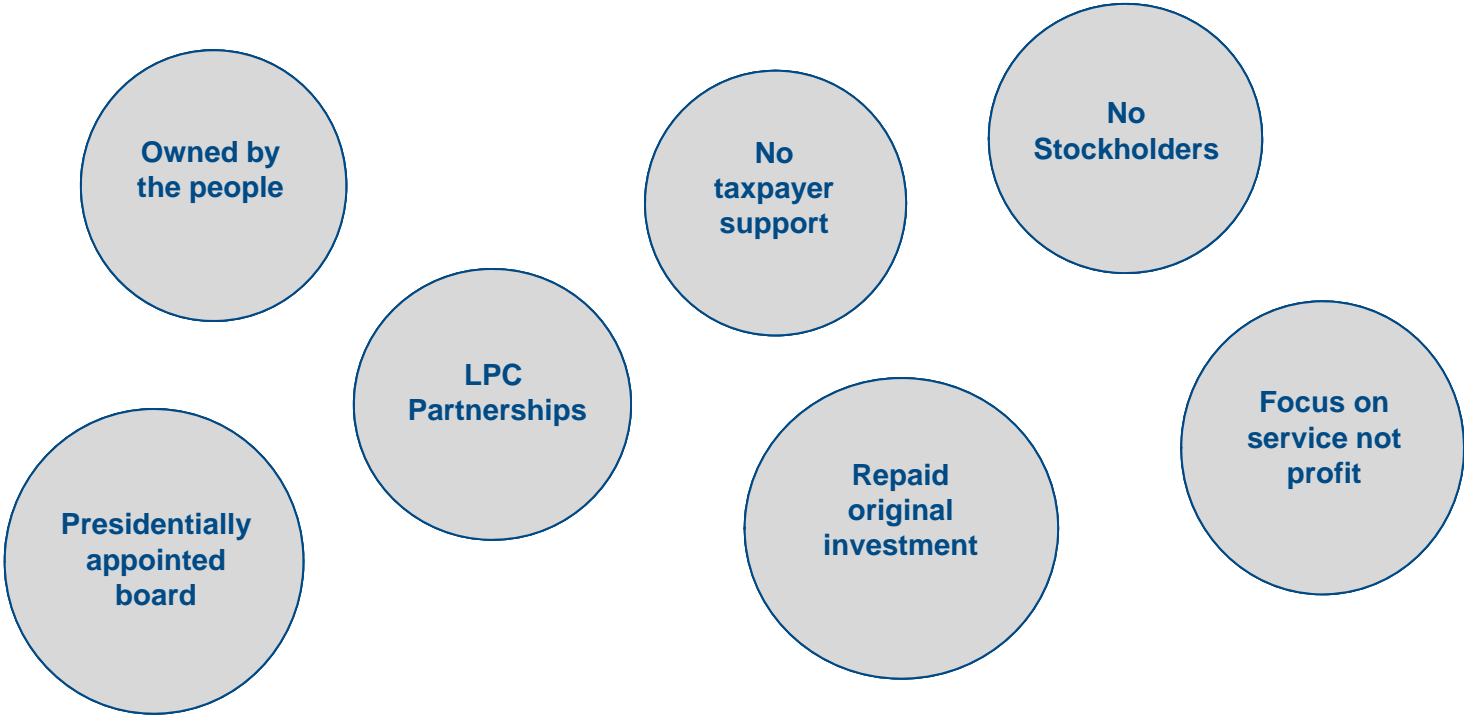 Owned by
the people
No
taxpayer
support
No
Stockholders
LPC
Partnerships
Focus on
service not
profit
Presidentially
appointed
board
Repaid
original
investment